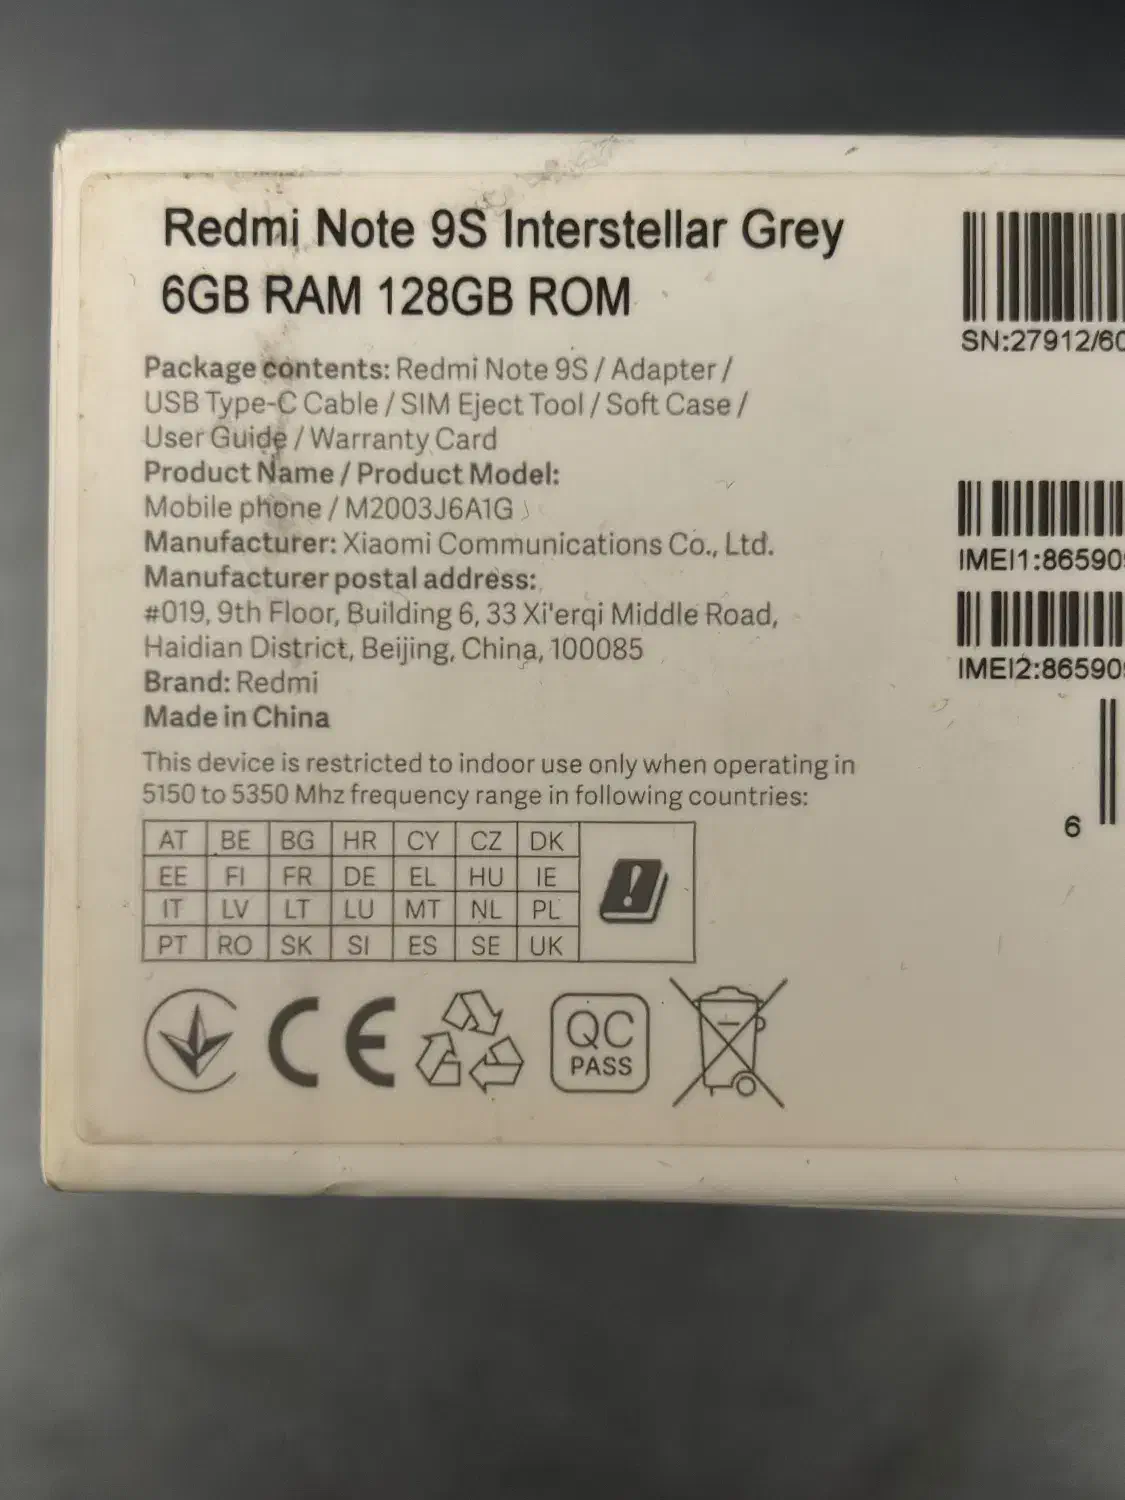 Redmi Note 9S Interstellar Grey
6GB RAM 128GB ROM
Package contents: Redmi Note 9S / Adapter /
USB Type-C Cable / SIM Eject Tool / Soft Case /
User Guide / Warranty Card
Product Name / Product Model:
Mobile phone / M2003J6A1G
Manufacturer: Xiaomi Communications Co., Ltd.
Manufacturer postal address:
#019, 9th Floor, Building 6, 33 Xi'erqi Middle Road,
Haidian District, Beijing, China, 100085
Brand: Redmi
Made in China
This device is restricted to indoor use only when operating in
5150 to 5350 Mhz frequency range in following countries:
AT BE BG HR CY CZ DK
EE FI FR DE EL HU IE
IT LV LT LU MT NL PL
PT RO SK SI ES SE UK
CE
QC
PASS
SN:27912/60
IMEI1:86590
IMEI2:86590
6